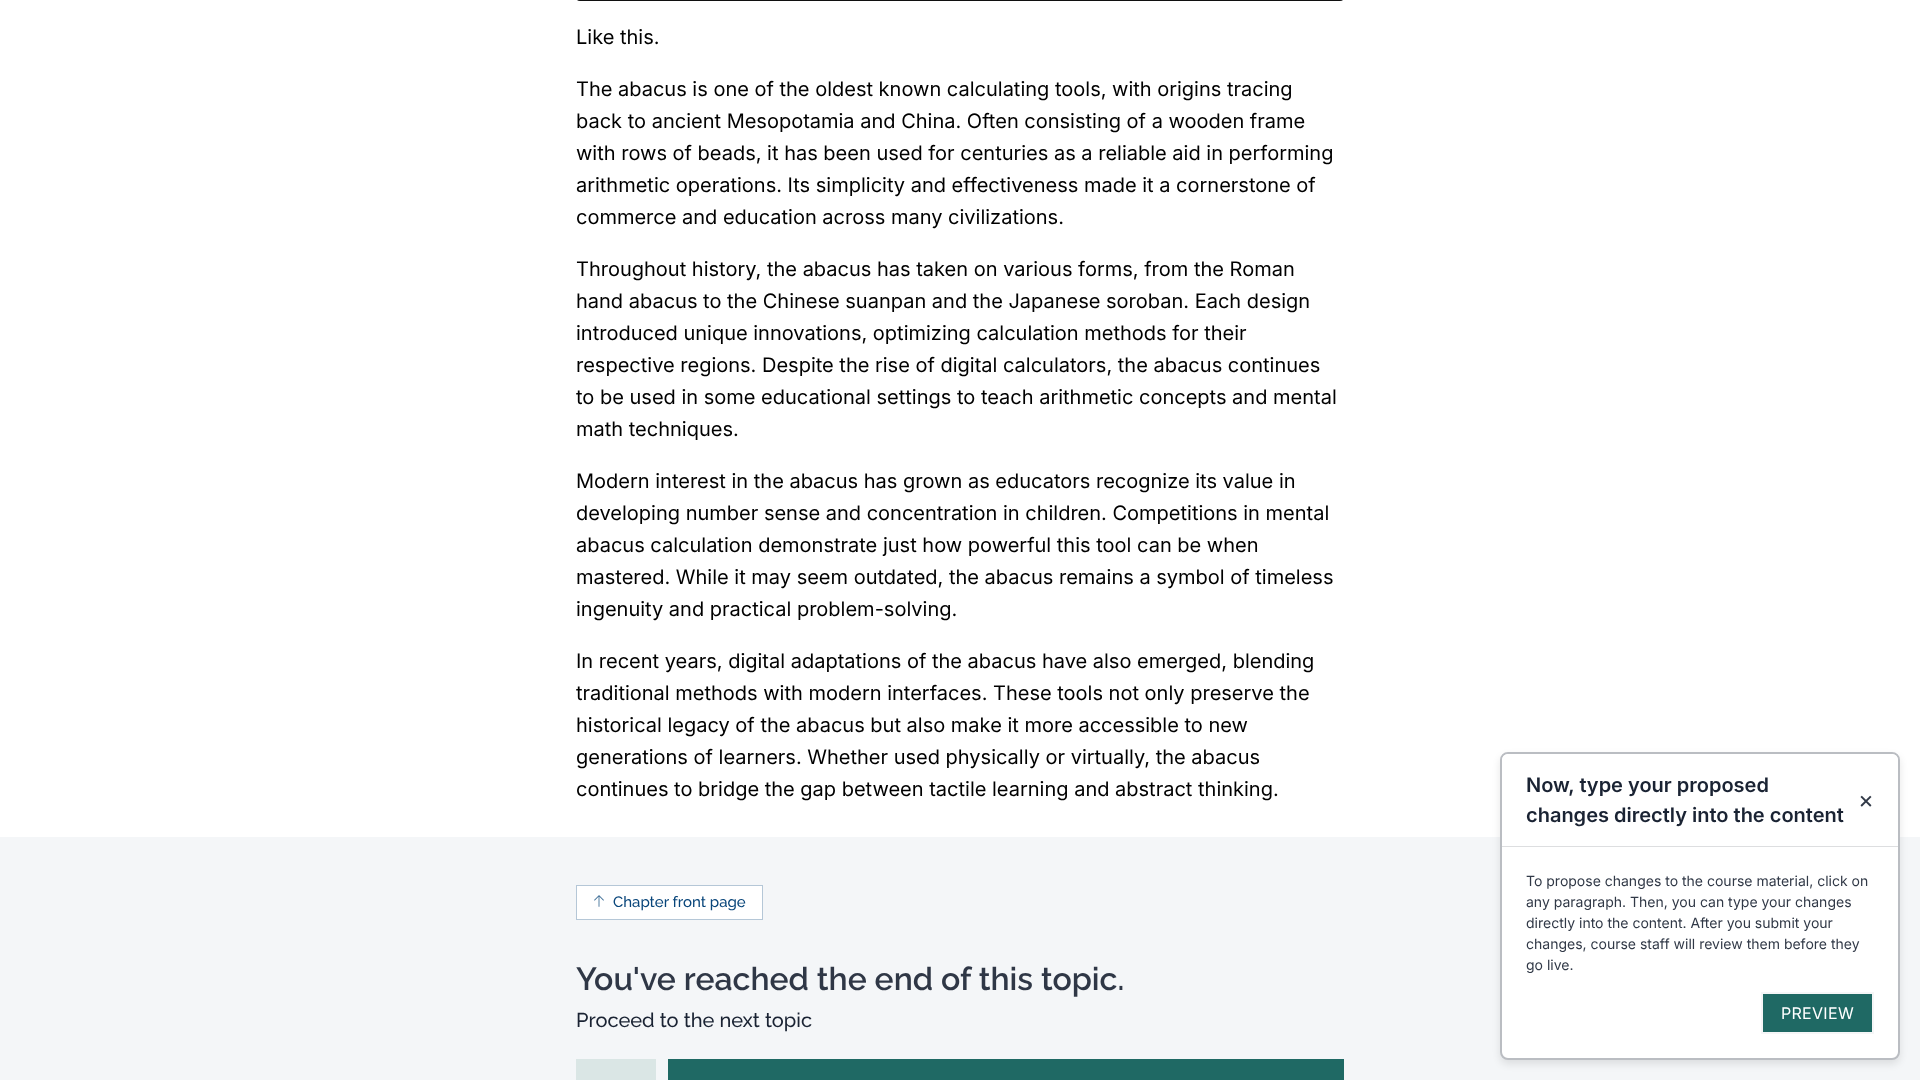 Like this.
The abacus is one of the oldest known calculating tools, with origins tracing
back to ancient Mesopotamia and China. Often consisting of a wooden frame
with rows of beads, it has been used for centuries as a reliable aid in performing
arithmetic operations. Its simplicity and effectiveness made it a cornerstone of
commerce and education across many civilizations.
Throughout history, the abacus has taken on various forms, from the Roman
hand abacus to the Chinese suanpan and the Japanese soroban. Each design
introduced unique innovations, optimizing calculation methods for their
respective regions. Despite the rise of digital calculators, the abacus continues
to be used in some educational settings to teach arithmetic concepts and mental
math techniques.
Modern interest in the abacus has grown as educators recognize its value in
developing number sense and concentration in children. Competitions in mental
abacus calculation demonstrate just how powerful this tool can be when
mastered. While it may seem outdated, the abacus remains a symbol of timeless
ingenuity and practical problem-solving.
In recent years, digital adaptations of the abacus have also emerged, blending
traditional methods with modern interfaces. These tools not only preserve the
historical legacy of the abacus but also make it more accessible to new
generations of learners. Whether used physically or virtually, the abacus
continues to bridge the gap between tactile learning and abstract thinking.
Chapter front page
You've reached the end of this topic.
Proceed to the next topic
Now, type your proposed
changes directly into the content
To propose changes to the course material, click on
any paragraph. Then, you can type your changes
directly into the content. After you submit your
changes, course staff will review them before they
go live.
PREVIEW